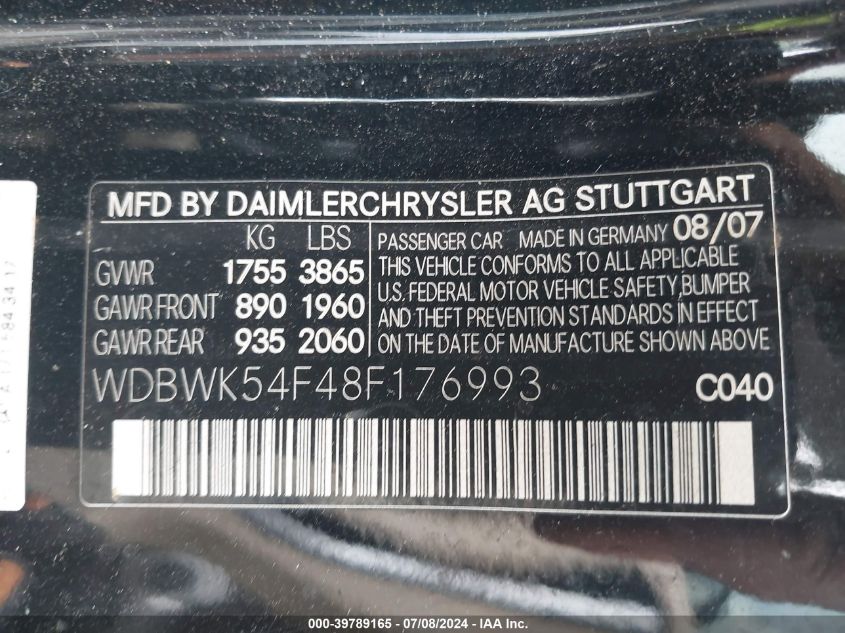 MFD BY DAIMLERCHRYSLER AG STUTTGART
KG LBS
GVWR 1755 3865
GAWR FRONT 890 1960
GAWR REAR 935 2060
PASSENGER CAR MADE IN GERMANY 08/07
THIS VEHICLE CONFORMS TO ALL APPLICABLE
U.S. FEDERAL MOTOR VEHICLE SAFETY, BUMPER
AND THEFT PREVENTION STANDARDS IN EFFECT
ON THE DATE OF MANUFACTURE SHOWN ABOVE
WDBWK54F48F176993 C040
000-39789165 - 07/08/2024 - IAAI Inc.